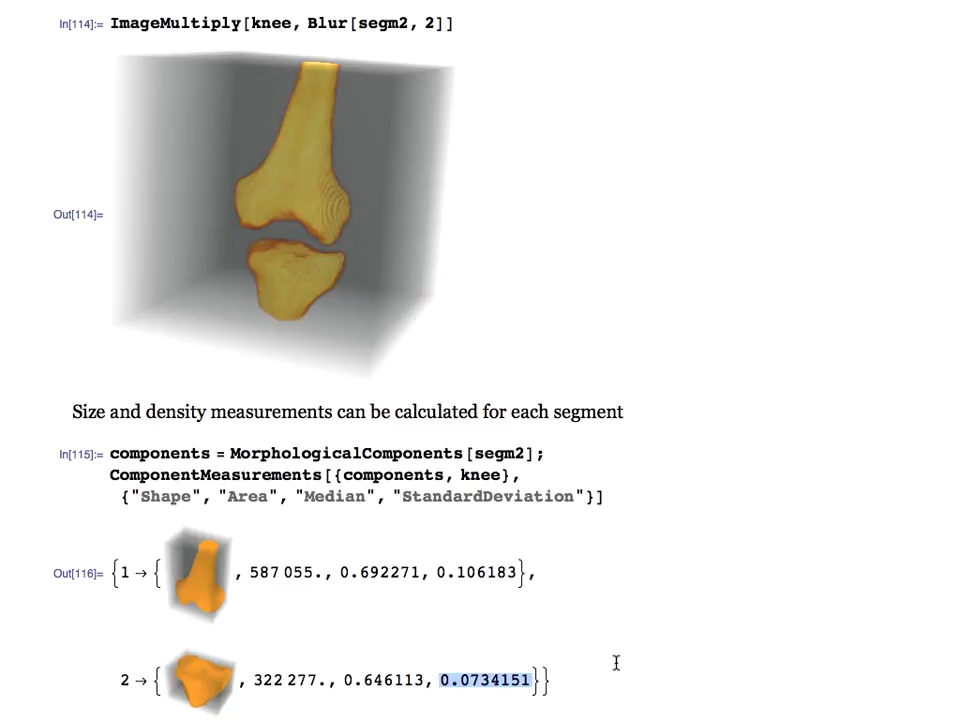 In[114]:= ImageMultiply[knee, Blur[segm2, 2]]
Out[114]=
Size and density measurements can be calculated for each segment
In[115]:= components = MorphologicalComponents[segm2];
ComponentMeasurements[{components, knee},
{"Shape", "Area", "Median", "StandardDeviation"}]
Out[116]= {1 → { , 587 055., 0.692271, 0.106183},
2 → { , 322 277., 0.646113, 0.0734151}}